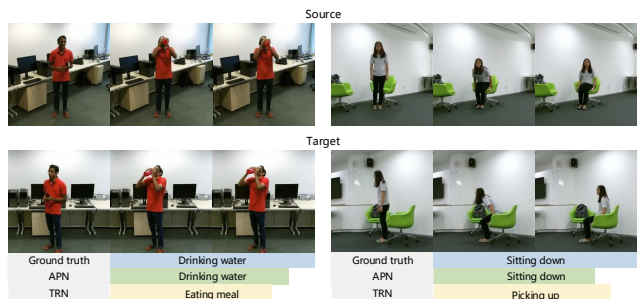 Source
Target
Ground truth Drinking water Ground truth Sitting down
APN Drinking water APN Sitting down
TRN Eating meal TRN Picking up